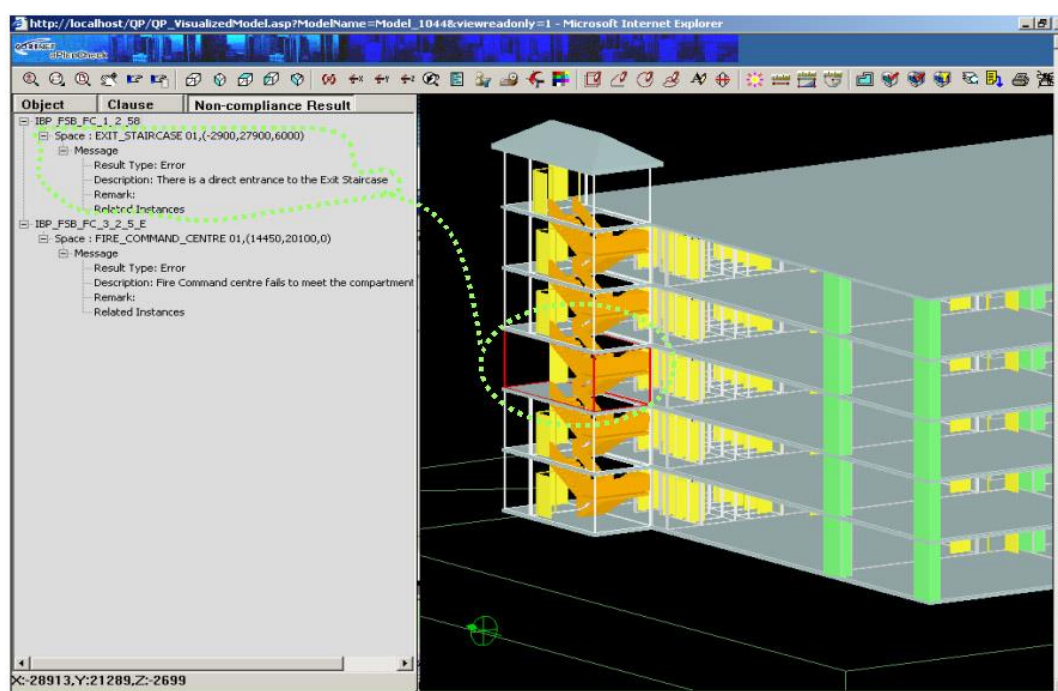 http://localhost/QP/QP_VisualizedModel.asp?ModelName=Model_1044&viewreadonly=1 - Microsoft Internet Explorer
CORENET
ePlanCheck
Object Clause Non-compliance Result
IBP_FSB_FC_1_2_58
Space : EXIT_STAIRCASE 01,(-2900,27900,6000)
Message
Result Type: Error
Description: There is a direct entrance to the Exit Staircase
Remark:
Related Instances
IBP_FSB_FC_3_2_5_E
Space : FIRE_COMMAND_CENTRE 01,(14450,20100,0)
Message
Result Type: Error
Description: Fire Command centre fails to meet the compartment
Remark:
Related Instances
X:-28913,Y:21289,Z:-2699